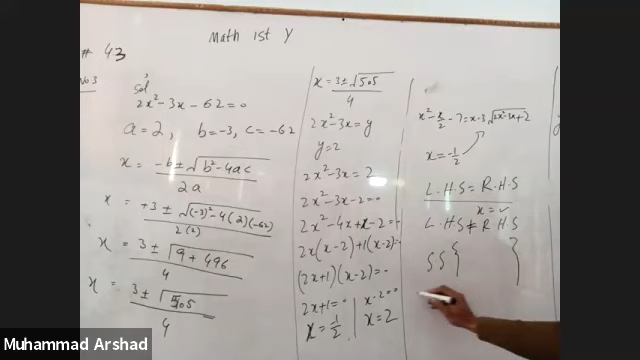 Math 1st Y
# 43
No 3
Sol
2x²-3x-62=0
a=2, b=-3, c=-62
x = -b±√b²-4ac
2a
x = +3±√(-3)²-4(2)(-62)
2(2)
x = 3±√9+496
4
x = 3±√505
4
x = 3±√505
4
2x²-3x=y
y=2
2x²-3x=2
2x²-3x-2=0
2x²-4x+x-2=0
2x(x-2)+1(x-2)=0
(2x+1)(x-2)=0
2x+1=0
x=1/2
x-2=0
x=2
x=-1/2
L.H.S=R.H.S
x=✓
L.H.S≠R.H.S
SS{ }
Muhammad Arshad